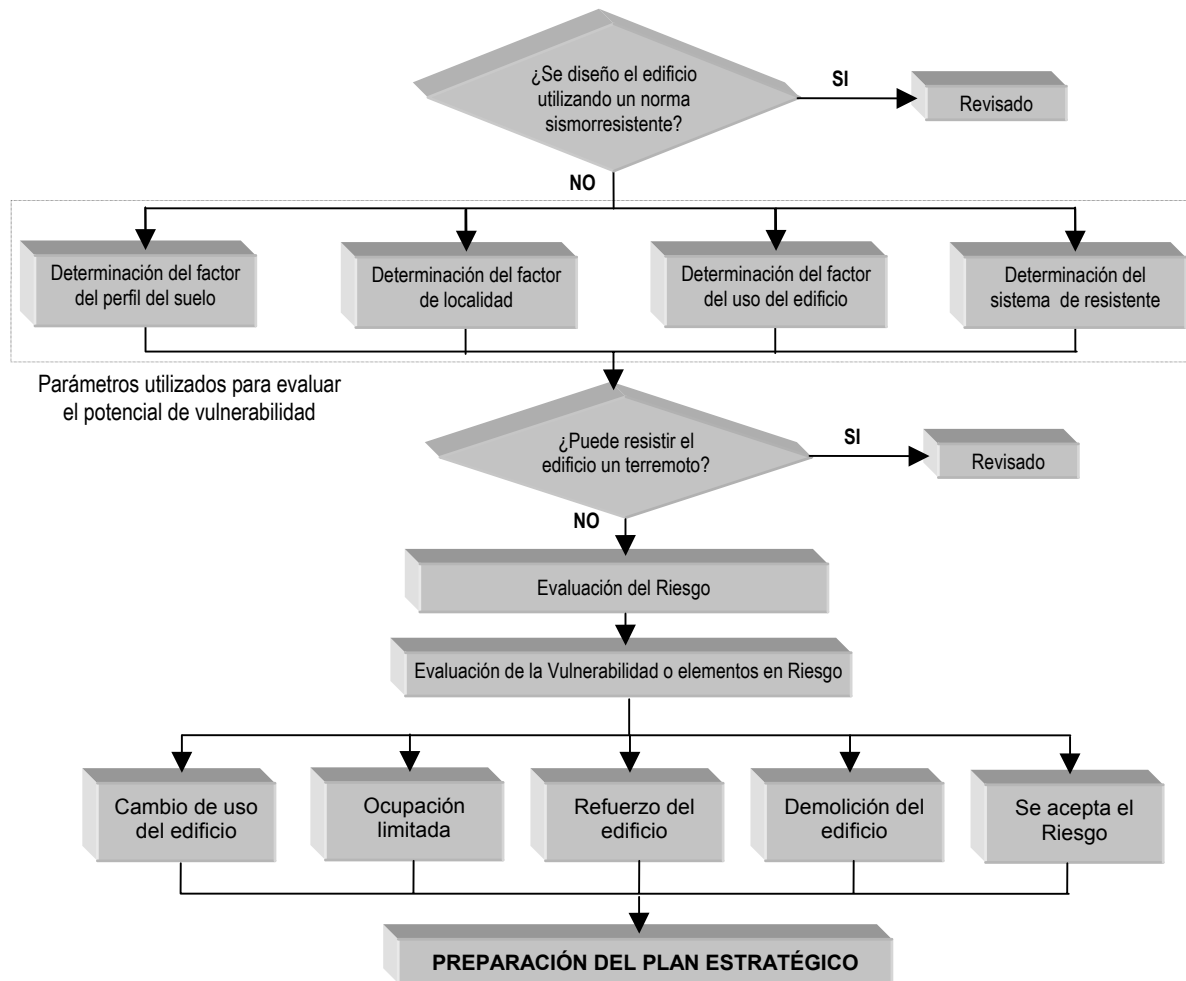 ¿Se diseño el edificio
utilizando un norma
sismorresistente?
SI
Revisado
NO
Determinación del factor
del perfil del suelo
Determinación del factor
de localidad
Determinación del factor
del uso del edificio
Determinación del
sistema de resistente
Parámetros utilizados para evaluar
el potencial de vulnerabilidad
¿Puede resistir el
edificio un terremoto?
SI
Revisado
NO
Evaluación del Riesgo
Evaluación de la Vulnerabilidad o elementos en Riesgo
Cambio de uso
del edificio
Ocupación
limitada
Refuerzo del
edificio
Demolición del
edificio
Se acepta el
Riesgo
PREPARACIÓN DEL PLAN ESTRATÉGICO